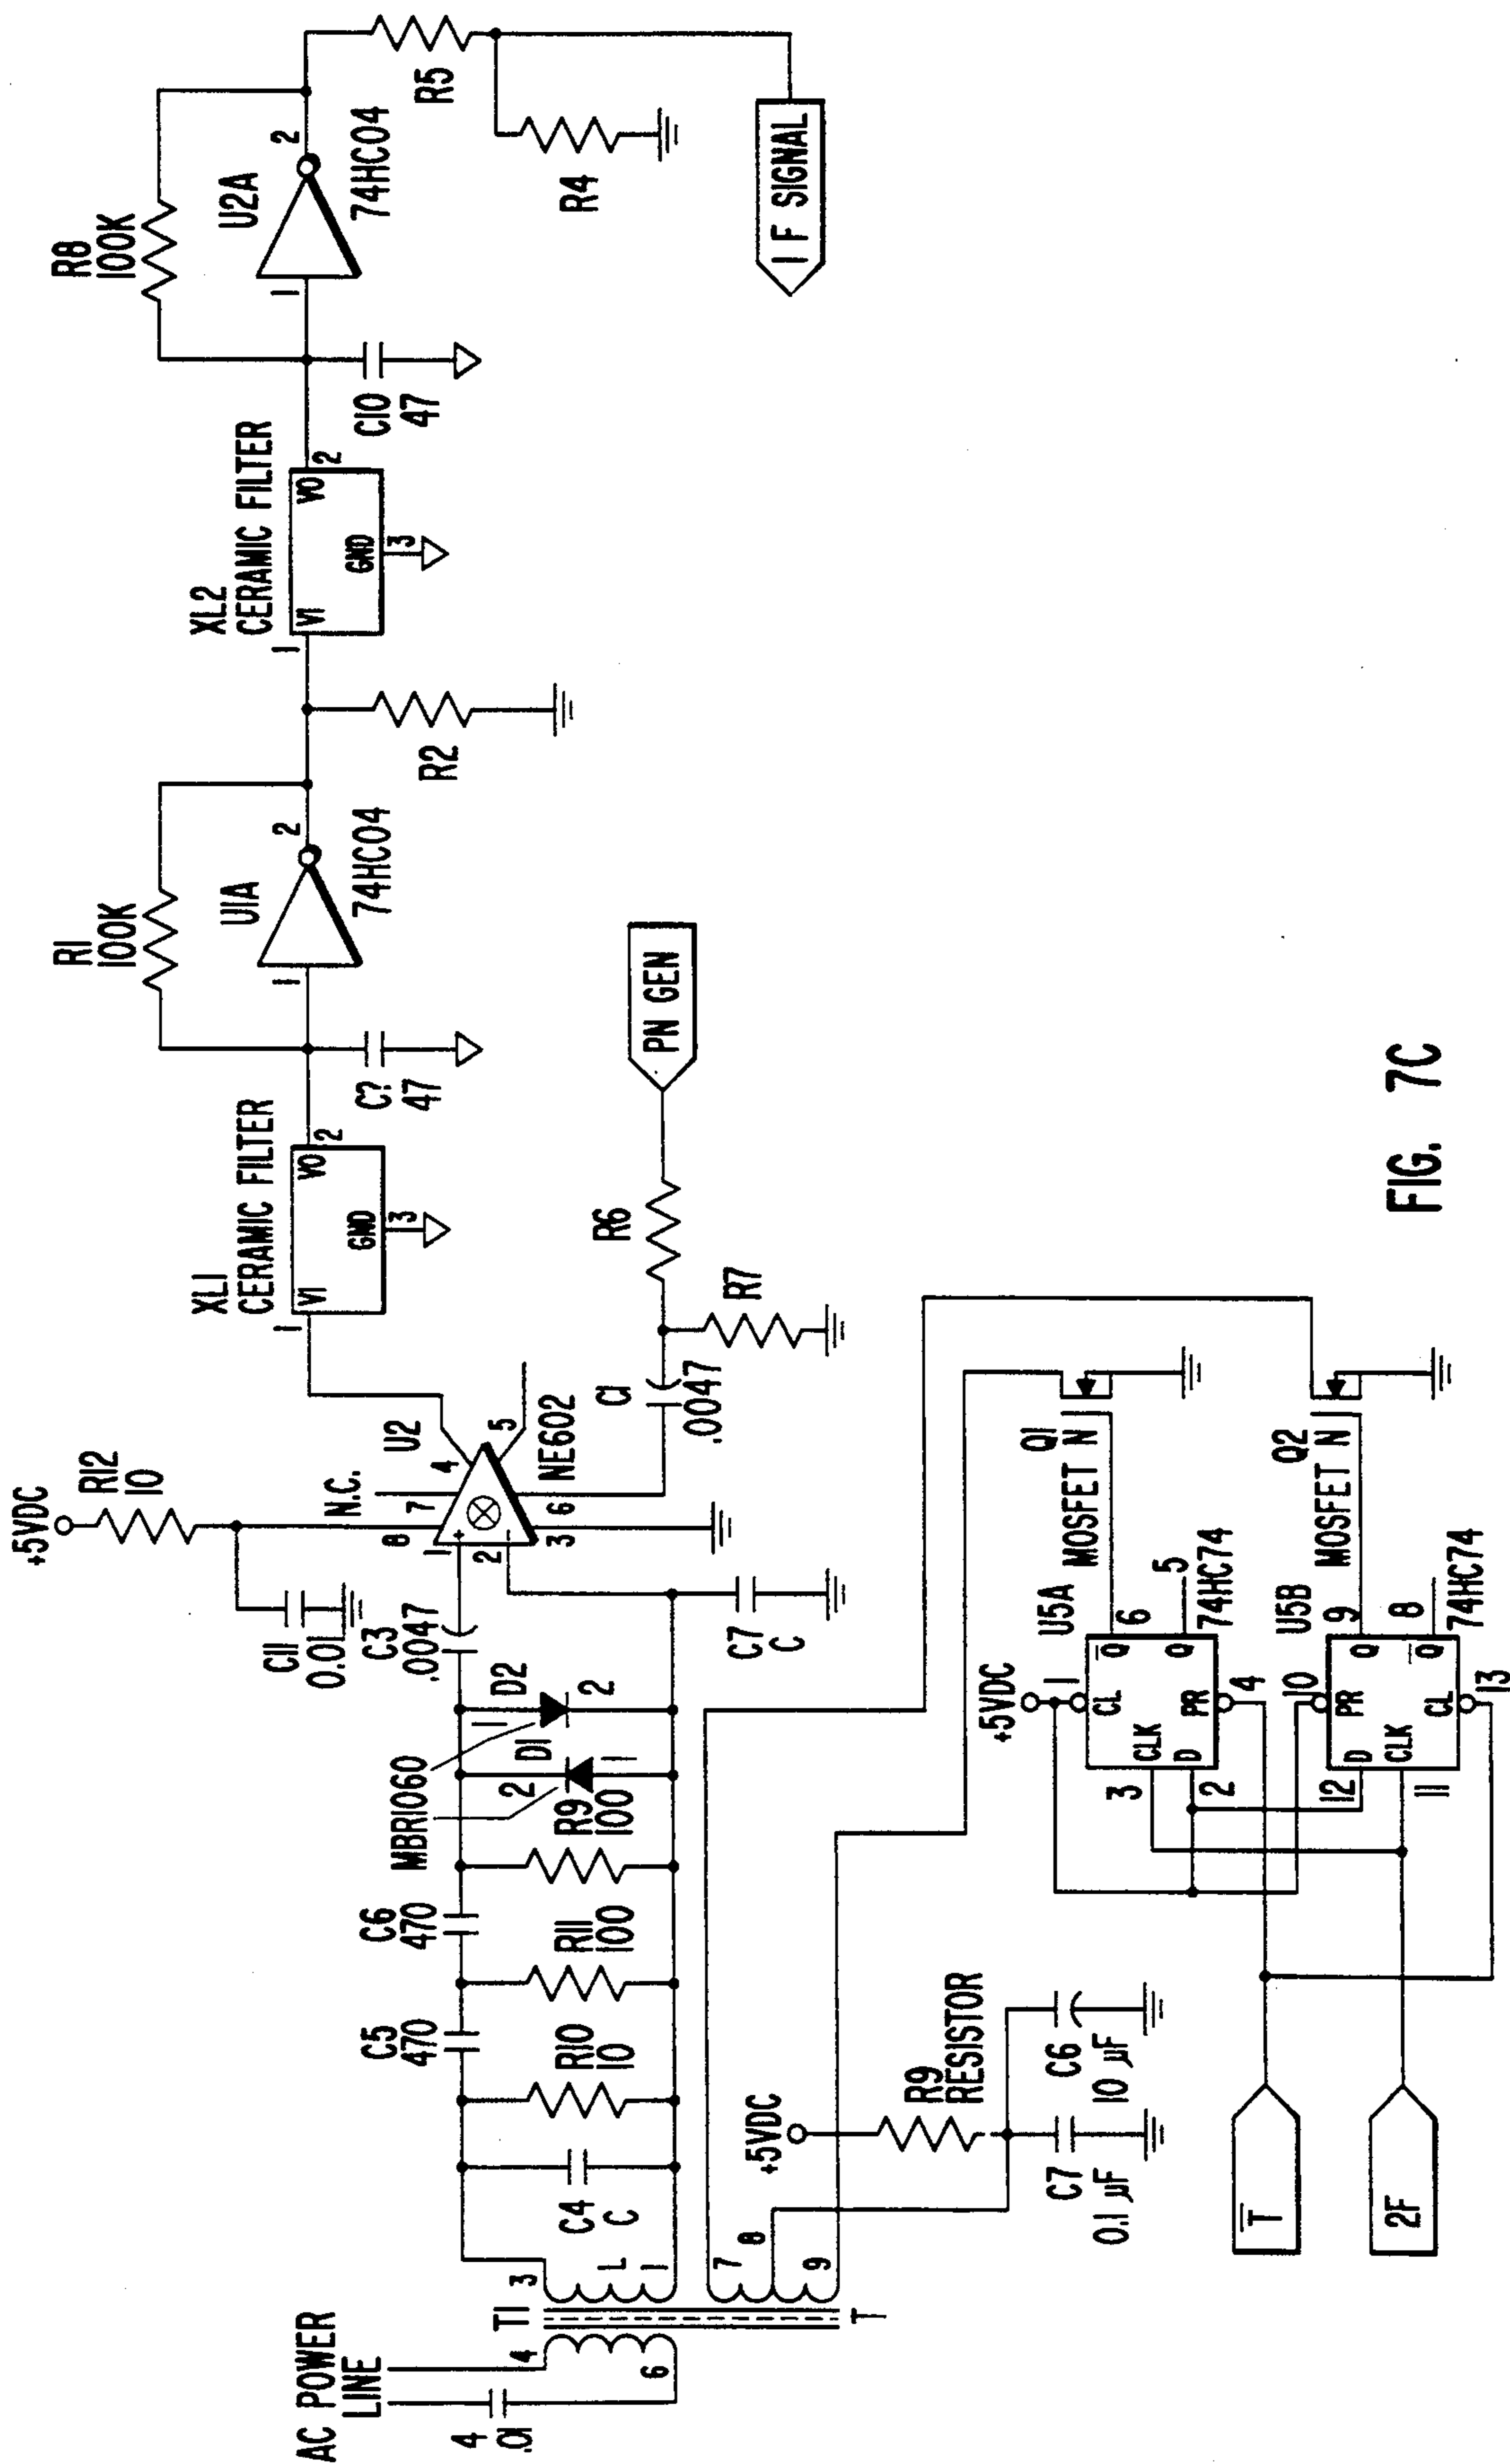 AC POWER
LINE
4
.01
T1
4
6
3
L
1
7
8
9
T
C4
C
R10
10
C5
470
R11
100
C6
470
R9
100
MBR1060
D1
2
1
D2
1
2
C3
.0047
C7
C
+5VDC
R12
10
C11
0.01
N.C.
8
7
1
+
2
-
3
6
4
5
U2
NE602
C1
.0047
R6
R7
PN GEN
XL1
CERAMIC FILTER
1
VI
VO
2
GND
3
C?
47
R1
100K
U1A
1
2
74HC04
R2
XL2
CERAMIC FILTER
1
VI
VO
2
GND
3
C10
47
R8
100K
U2A
1
2
74HC04
R5
R4
I F SIGNAL
+5VDC
R9
RESISTOR
C7
0.1 µF
C6
10 µF
T
2F
+5VDC
1
U5A
CL
Q
6
3
CLK
Q
5
2
D
PR
4
74HC74
Q1
MOSFET N
10
U5B
12
D
PR
Q
9
11
CLK
Q
8
CL
13
74HC74
Q2
MOSFET N
FIG. 7C